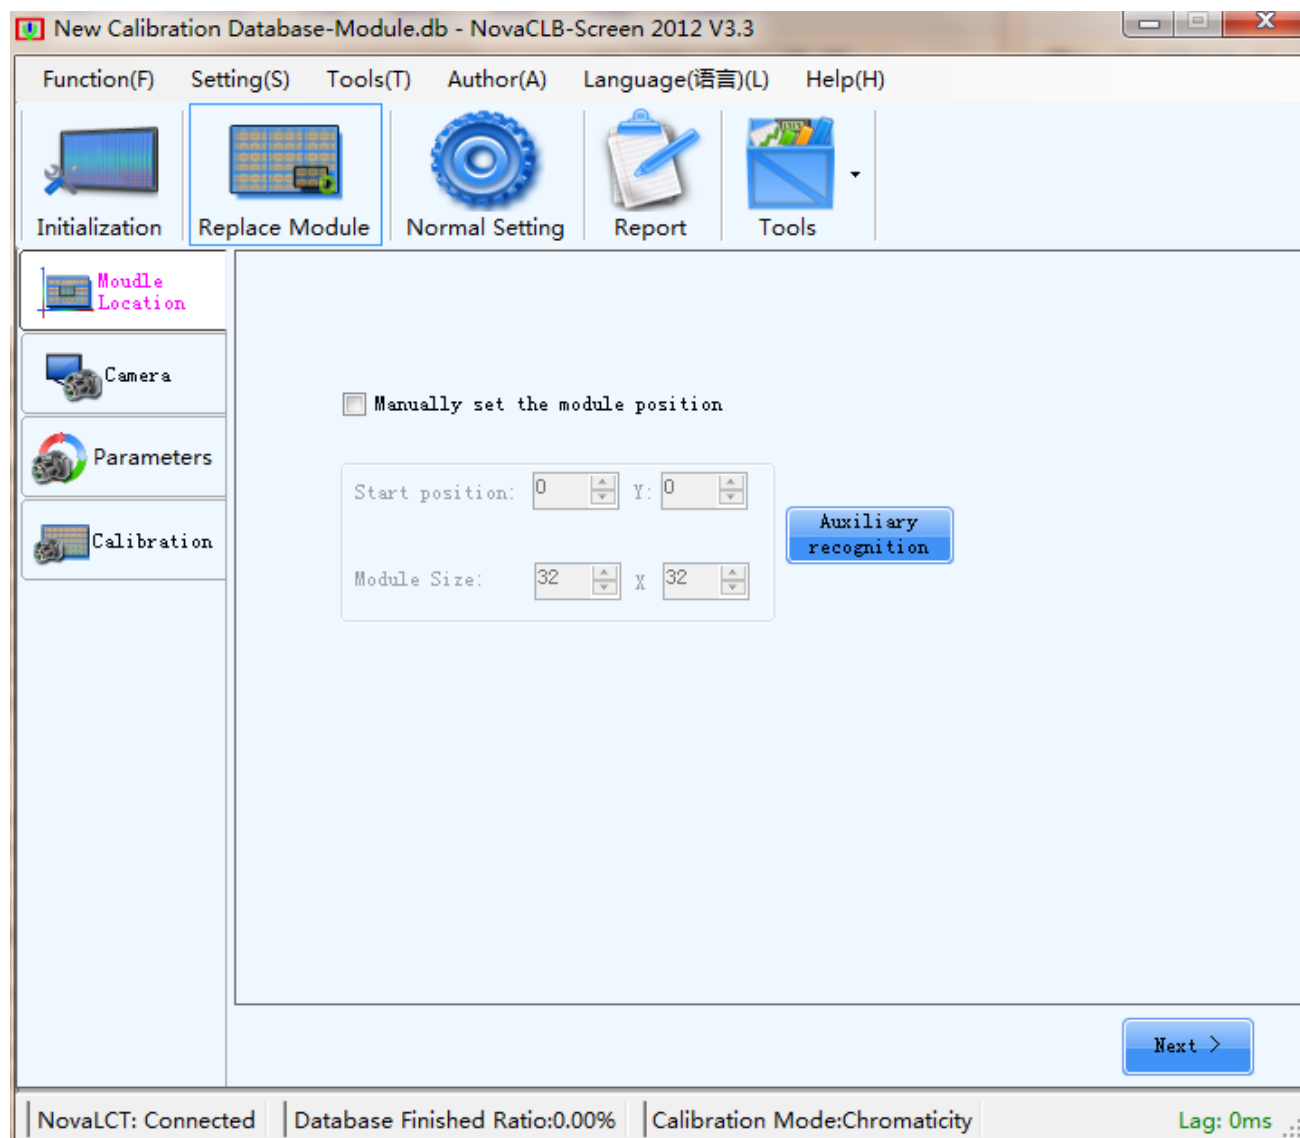 New Calibration Database-Module.db - NovaCLB-Screen 2012 V3.3
Function(F) Setting(S) Tools(T) Author(A) Language(语言)(L) Help(H)
Initialization Replace Module Normal Setting Report Tools
Moudle
Location
Camera
Manually set the module position
Parameters
Start position: 0 Y: 0
Auxiliary
recognition
Calibration
Module Size: 32 X 32
Next >
NovaLCT: Connected Database Finished Ratio:0.00% Calibration Mode:Chromaticity Lag: 0ms